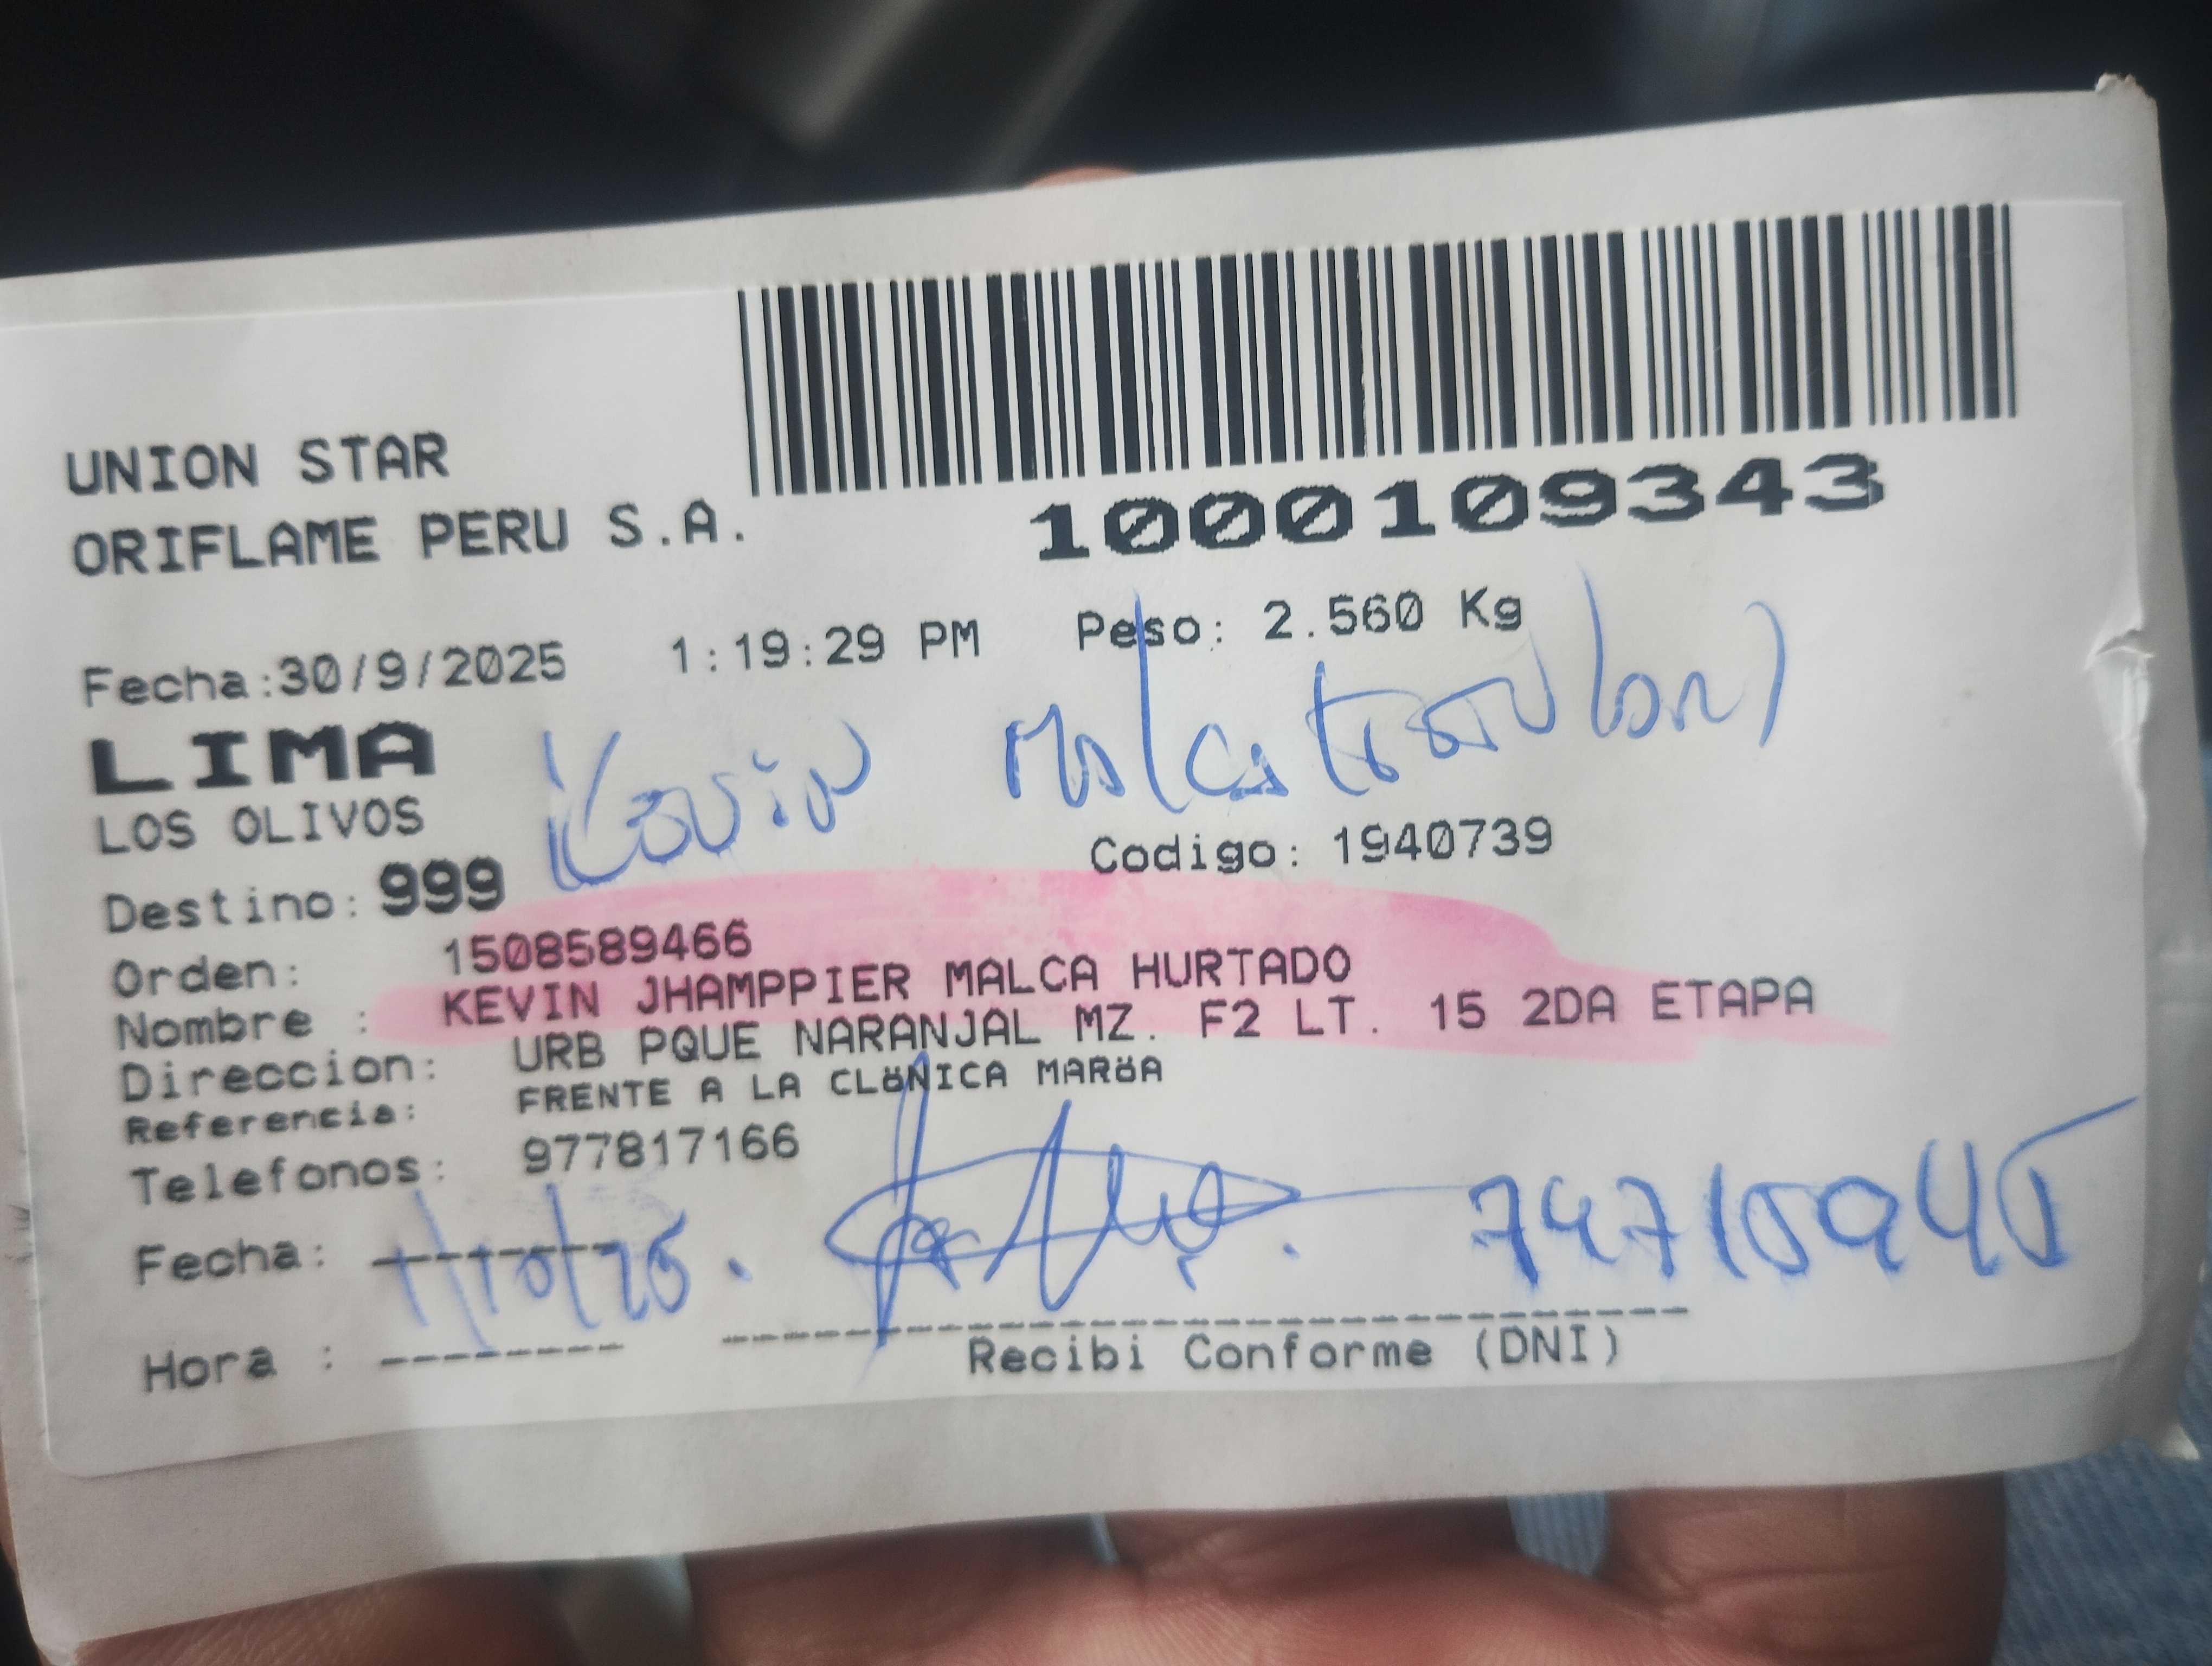 UNION STAR
ORIFLAME PERU S.A.
1000109343
Fecha:30/9/2025 1:19:29 PM Peso: 2.560 Kg
LIMA
LOS OLIVOS
Kevin Malca (
Codigo: 1940739
Destino: 999
Orden: 1508589466
Nombre : KEVIN JHAMPPIER MALCA HURTADO
Direccion: URB PQUE NARANJAL MZ. F2 LT. 15 2DA ETAPA
Referencia: FRENTE A LA CLöNICA MARöA
Telefonos: 977817166
Fecha: 1/10/25. 74715945
Hora :
Recibi Conforme (DNI)